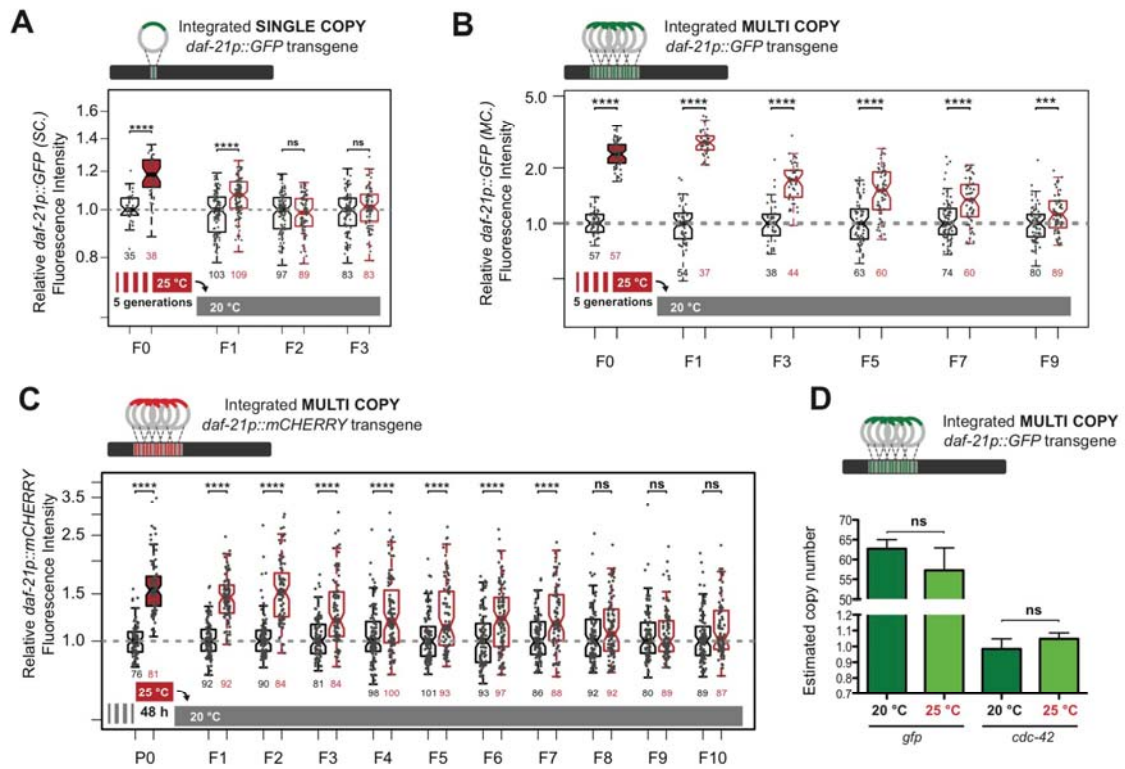 A
Integrated SINGLE COPY
daf-21p::GFP transgene
Relative daf-21p::GFP (SC.)
Fluorescence Intensity
1.6
1.4
1.2
1.0
0.8
****
****
ns
ns
35 38 103 109 97 89 83 83
25 °C
5 generations
20 °C
F0 F1 F2 F3
B
Integrated MULTI COPY
daf-21p::GFP transgene
Relative daf-21p::GFP (MC.)
Fluorescence Intensity
5.0
2.0
1.0
**** **** **** **** **** ***
57 57 54 37 38 44 63 60 74 60 80 89
25 °C
5 generations
20 °C
F0 F1 F3 F5 F7 F9
C
Integrated MULTI COPY
daf-21p::mCHERRY transgene
Relative daf-21p::mCHERRY
Fluorescence Intensity
3.5
2.5
1.5
1.0
**** **** **** **** **** **** **** **** ns ns ns
76 81 92 92 90 84 81 84 98 100 101 93 93 97 86 88 92 92 80 89 89 87
25 °C
48 h
20 °C
P0 F1 F2 F3 F4 F5 F6 F7 F8 F9 F10
D
Integrated MULTI COPY
daf-21p::GFP transgene
Estimated copy number
70
65
60
55
50
1.2
1.1
1.0
0.9
0.8
0.7
ns
ns
20 °C 25 °C 20 °C 25 °C
gfp cdc-42